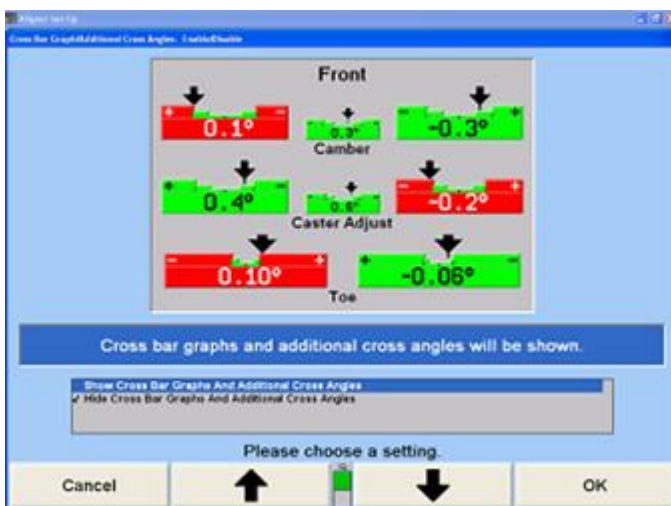 Aligner Set-Up
Cross Bar Graph/Additional Cross Angles: Enable/Disable
Front
+ -
0.1°
0.3°
- +
-0.3°
Camber
+ -
0.4°
0.6°
- +
-0.2°
Caster Adjust
- +
0.10°
+ -
-0.06°
Toe
Cross bar graphs and additional cross angles will be shown.
Show Cross Bar Graphs And Additional Cross Angles
✓ Hide Cross Bar Graphs And Additional Cross Angles
Please choose a setting.
Cancel
OK